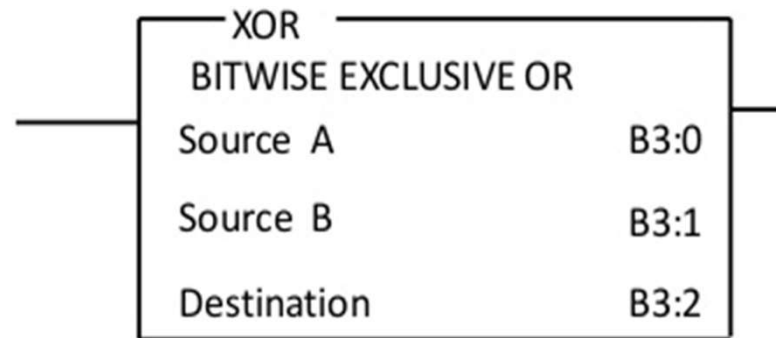 XOR
BITWISE EXCLUSIVE OR
Source A B3:0
Source B B3:1
Destination B3:2